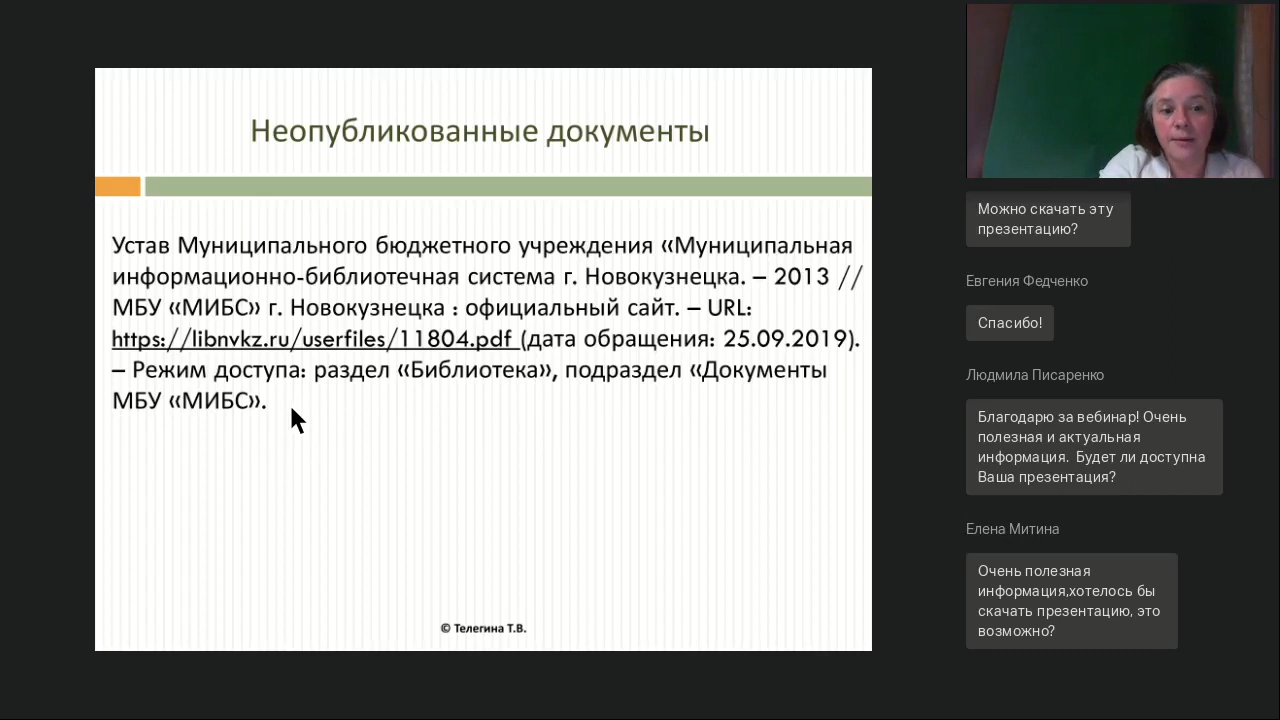 Неопубликованные документы
Устав Муниципального бюджетного учреждения «Муниципальная
информационно-библиотечная система г. Новокузнецка. – 2013 //
МБУ «МИБС» г. Новокузнецка : официальный сайт. – URL:
https://libnvkz.ru/userfiles/11804.pdf (дата обращения: 25.09.2019).
– Режим доступа: раздел «Библиотека», подраздел «Документы
МБУ «МИБС».
© Телегина Т.В.
Можно скачать эту
презентацию?
Евгения Федченко
Спасибо!
Людмила Писаренко
Благодарю за вебинар! Очень
полезная и актуальная
информация. Будет ли доступна
Ваша презентация?
Елена Митина
Очень полезная
информация,хотелось бы
скачать презентацию, это
возможно?